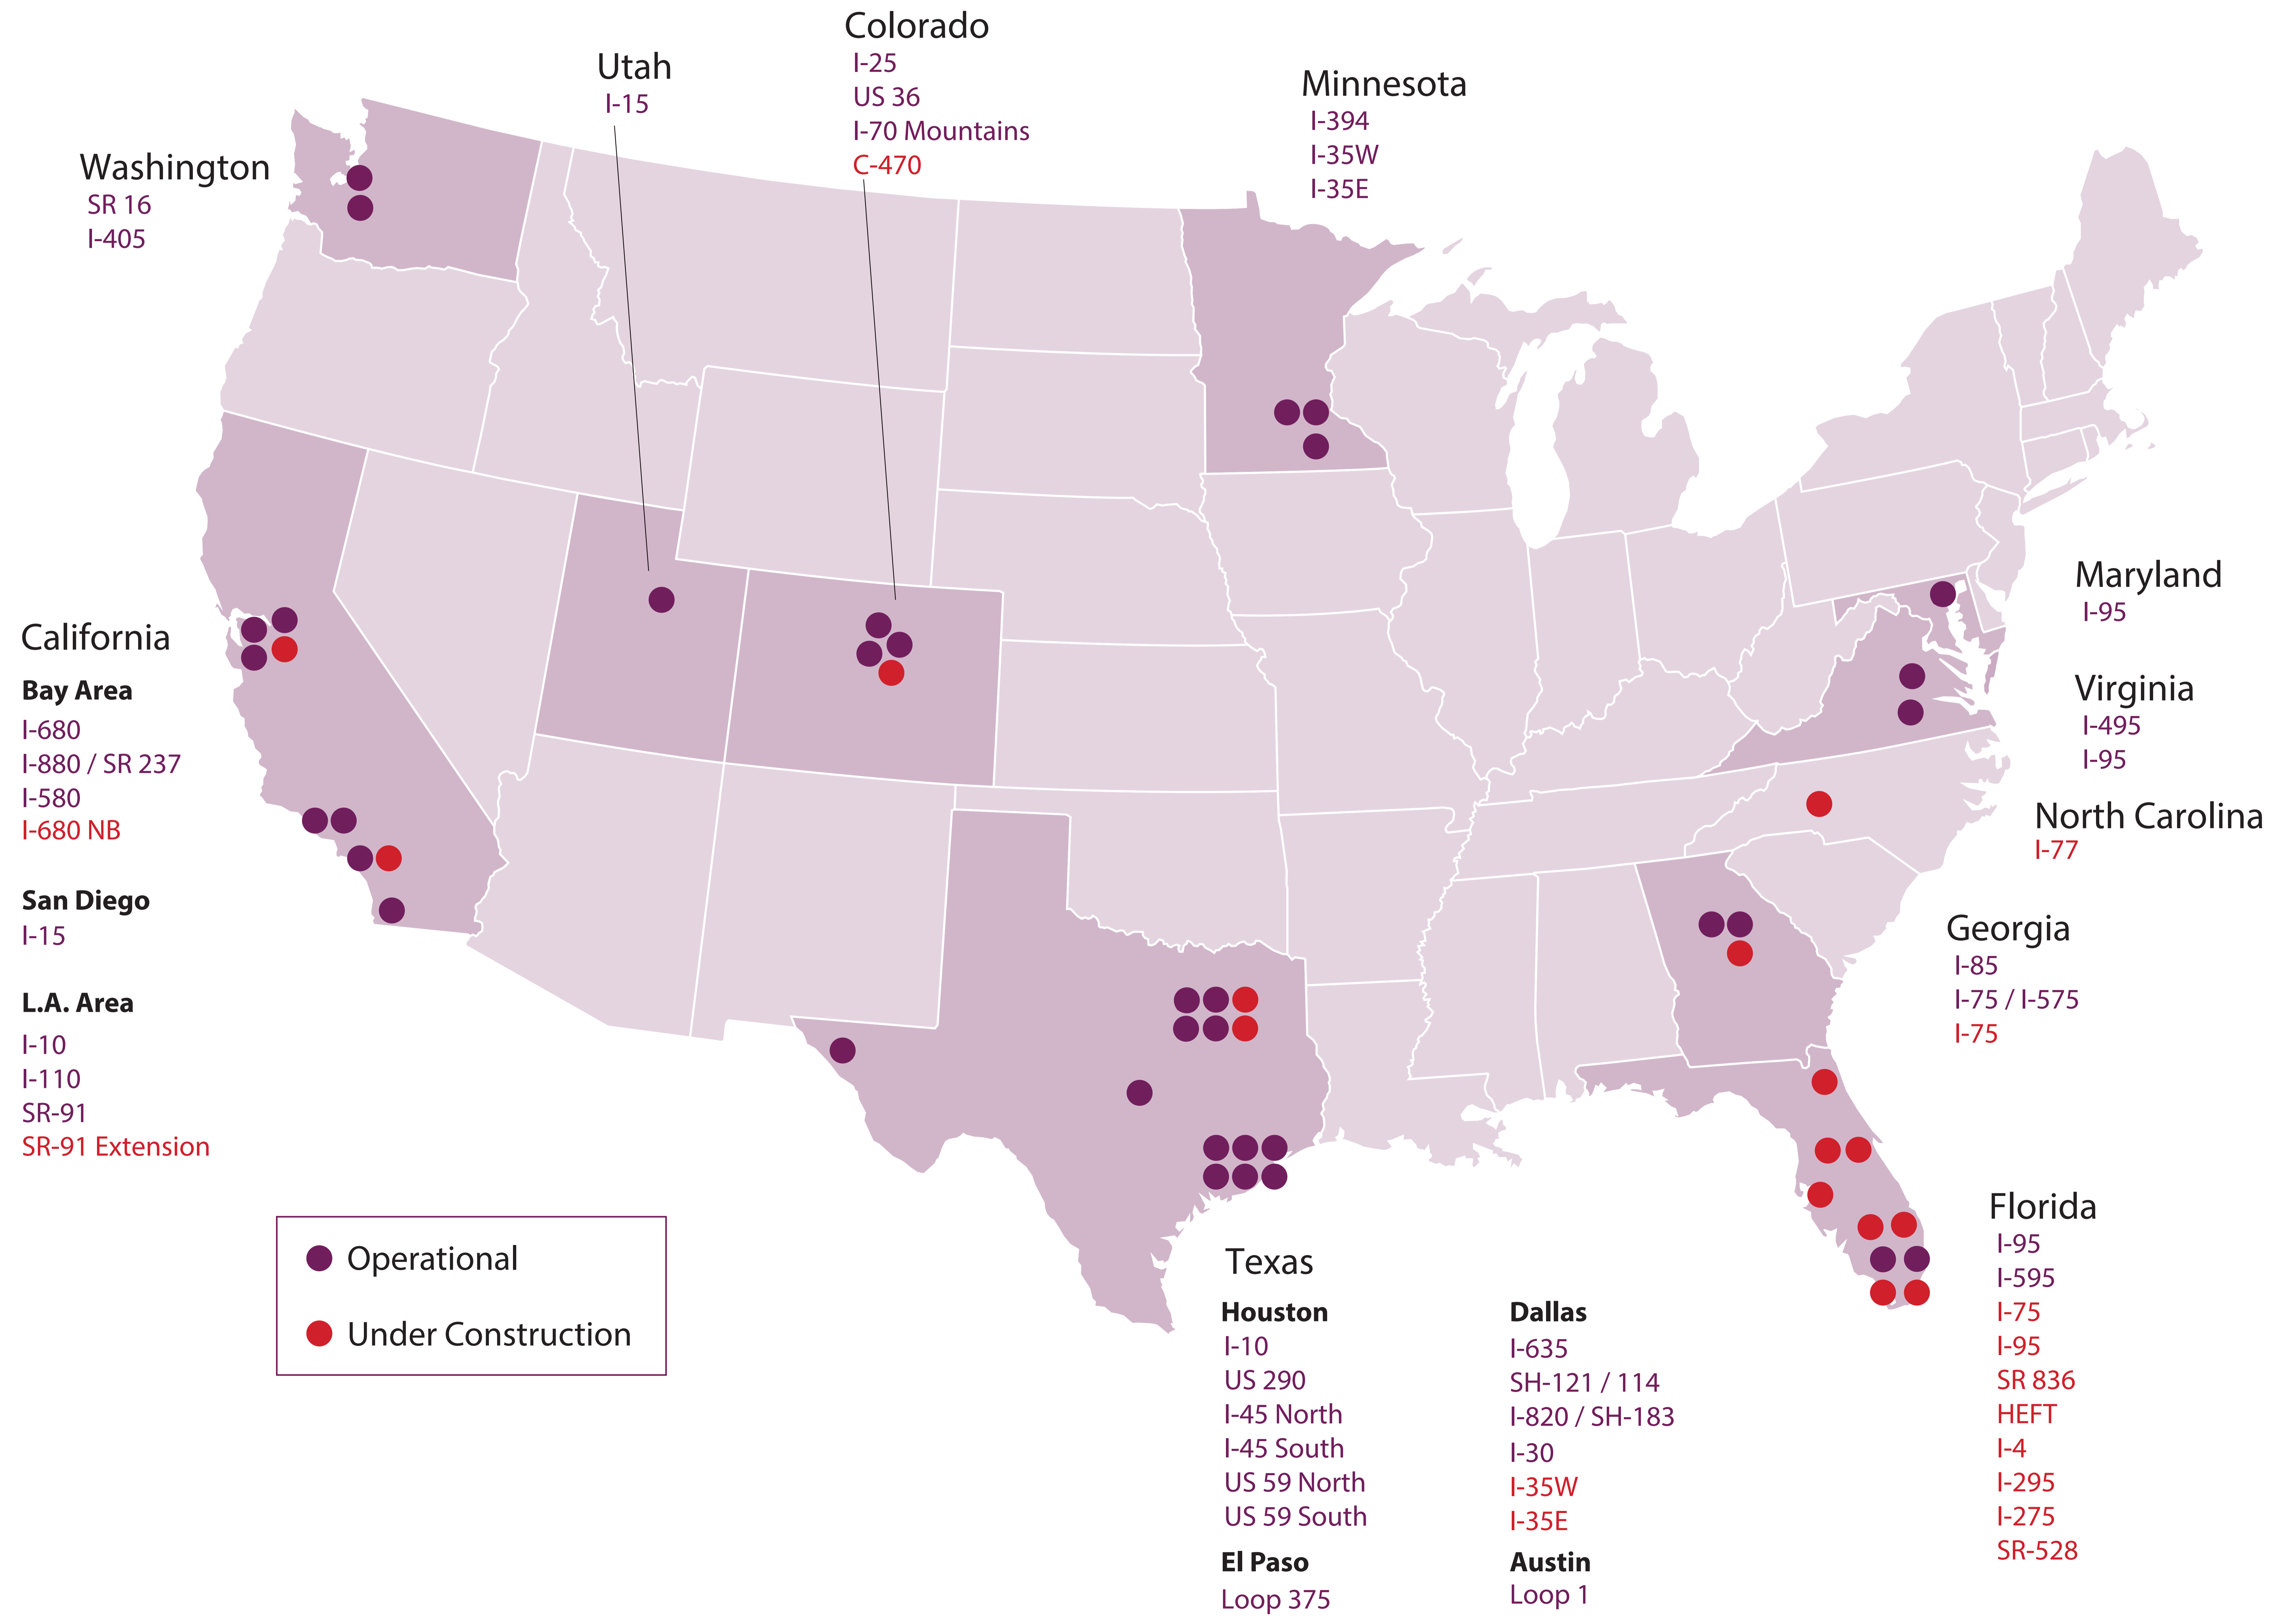 Colorado
I-25
US 36
I-70 Mountains
C-470
Utah
I-15
Minnesota
I-394
I-35W
I-35E
Washington
SR 16
I-405
Maryland
I-95
Virginia
I-495
I-95
North Carolina
I-77
Georgia
I-85
I-75 / I-575
I-75
California
Bay Area
I-680
I-880 / SR 237
I-580
I-680 NB
San Diego
I-15
L.A. Area
I-10
I-110
SR-91
SR-91 Extension
Operational
Under Construction
Texas
Houston
I-10
US 290
I-45 North
I-45 South
US 59 North
US 59 South
El Paso
Loop 375
Dallas
I-635
SH-121 / 114
I-820 / SH-183
I-30
I-35W
I-35E
Austin
Loop 1
Florida
I-95
I-595
I-75
I-95
SR 836
HEFT
I-4
I-295
I-275
SR-528